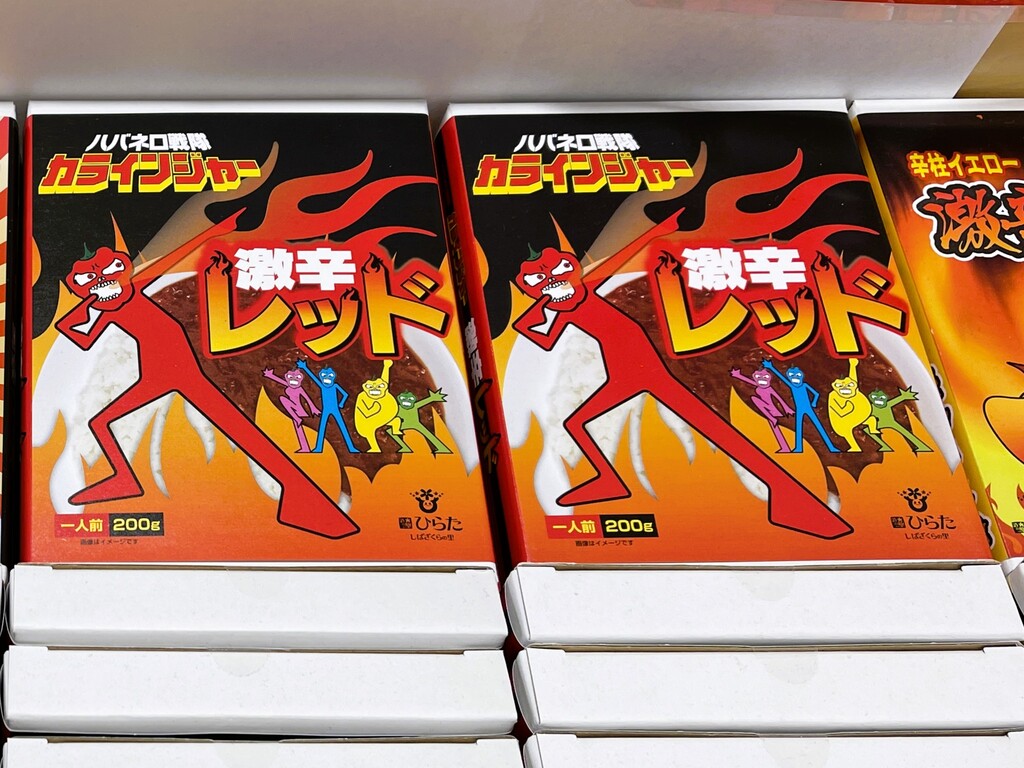 ハバネロ戦隊
カラインジャー
激辛
レッド
一人前 200g
画像はイメージです
ひらた
しばざくらの里
ハバネロ戦隊
カラインジャー
激辛
レッド
一人前 200g
画像はイメージです
ひらた
しばざくらの里
辛柱イエロー
激辛